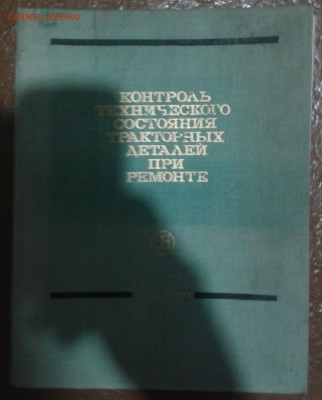 КОНТРОЛЬ
ТЕХНИЧЕСКОГО
СОСТОЯНИЯ
ТРАКТОРНЫХ
ДЕТАЛЕЙ
ПРИ
РЕМОНТЕ